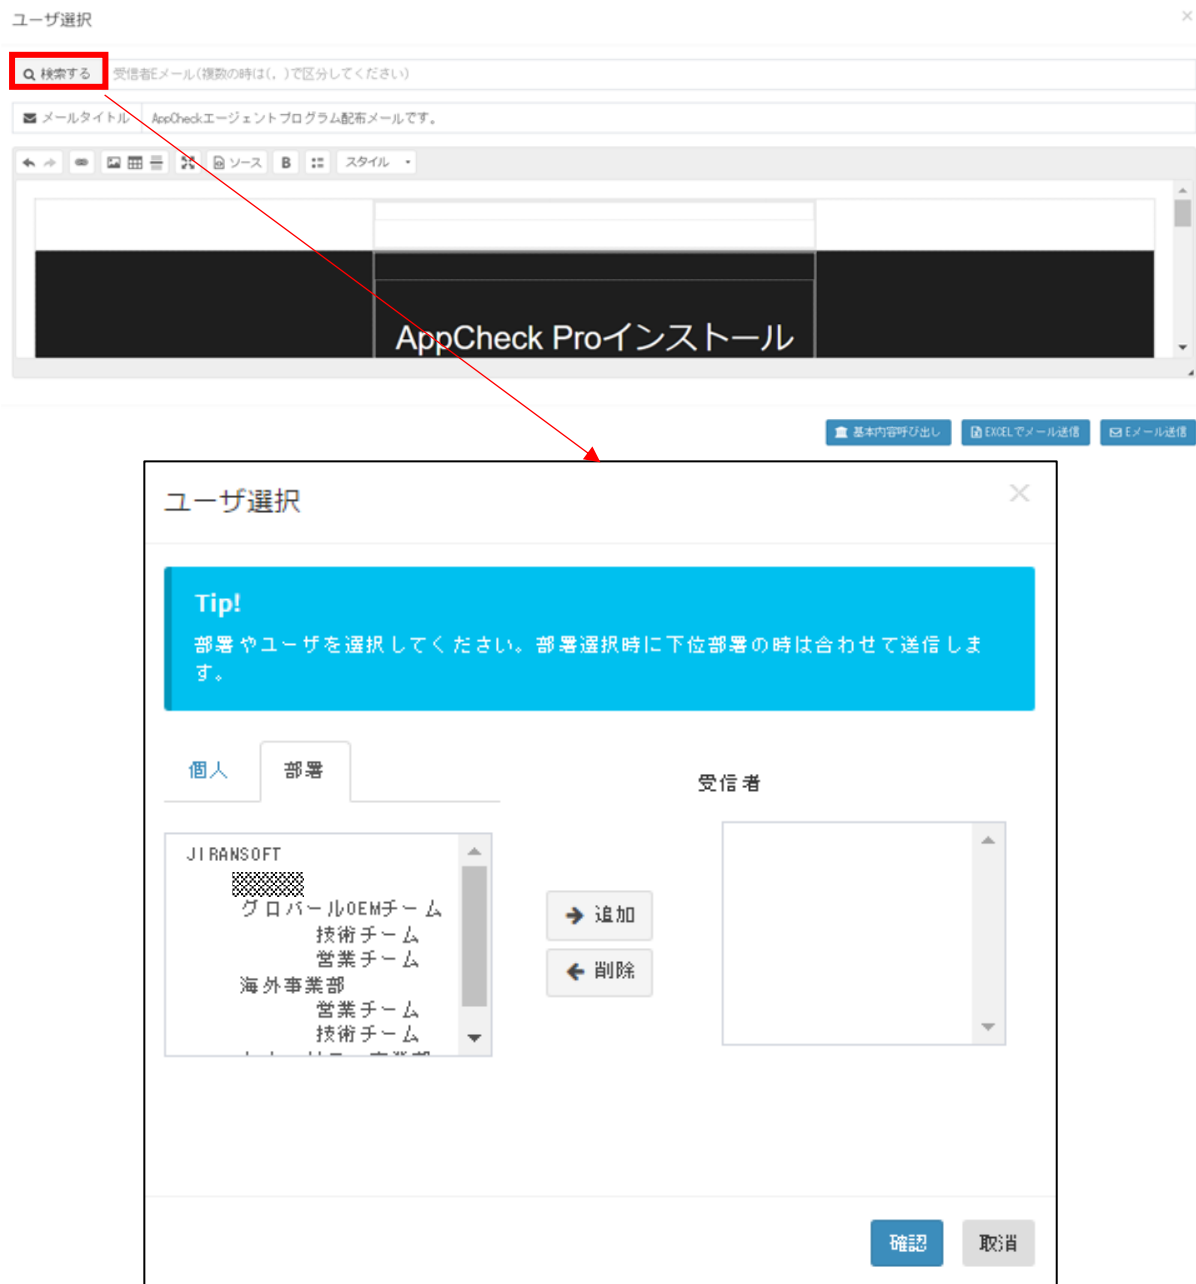 ユーザ選択
検索する 受信者Eメール(複数の時は(, )で区分してください)
メールタイトル AppCheckエージェントプログラム配布メールです。
ソース B スタイル
AppCheck Proインストール
基本内容呼び出し EXCELでメール送信 Eメール送信
ユーザ選択
Tip!
部署やユーザを選択してください。部署選択時に下位部署の時は合わせて送信しま
す。
個人 部署
受信者
JIRANSOFT
グロバールOEMチーム
技術チーム
営業チーム
海外事業部
営業チーム
技術チーム
追加
削除
確認 取消